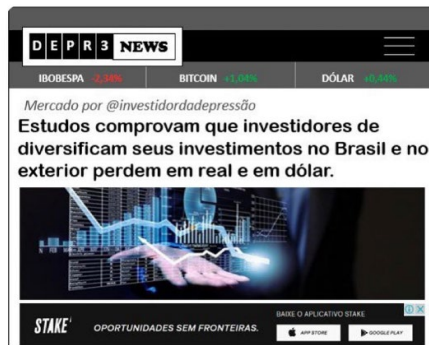 DEPR3 NEWS
IBOBESPA -2,34% BITCOIN +1,04% DÓLAR +0,44%
Mercado por @investidordadepressão
Estudos comprovam que investidores de
diversificam seus investimentos no Brasil e no
exterior perdem em real e em dólar.
BAIXE O APLICATIVO STAKE
STAKE OPORTUNIDADES SEM FRONTEIRAS. APP STORE GOOGLE PLAY